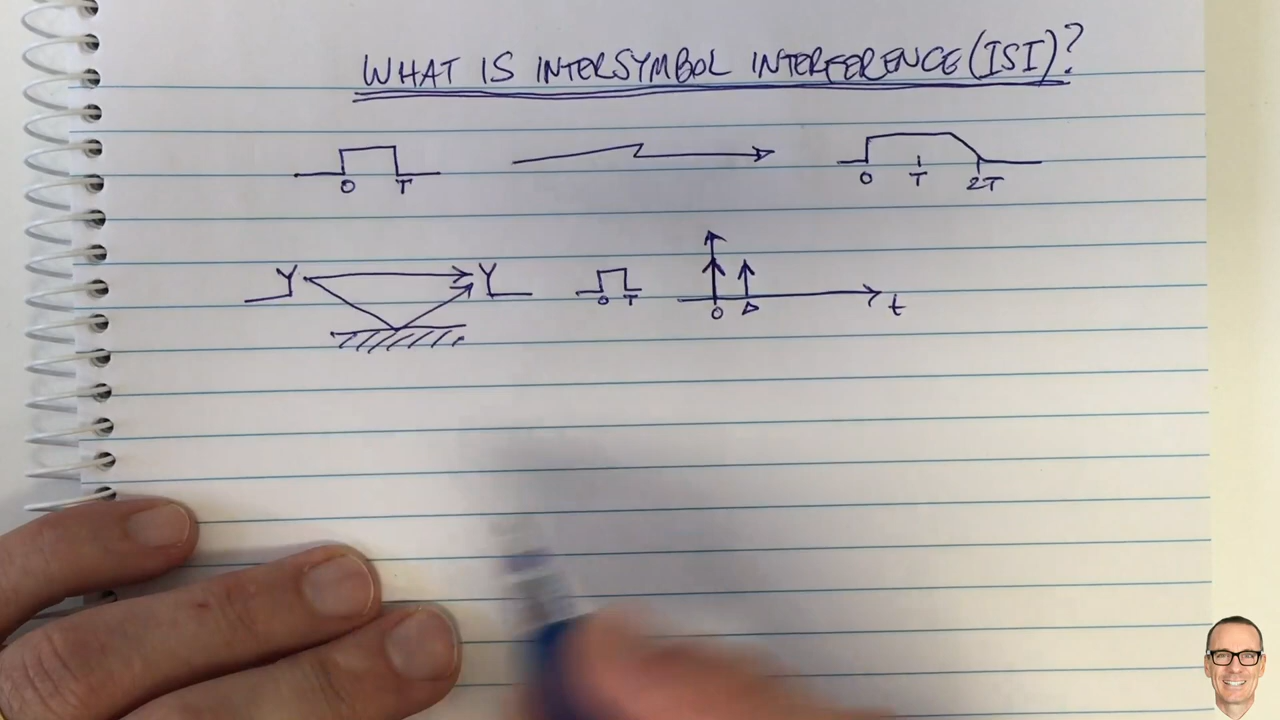 WHAT IS INTERSYMBOL INTERFERENCE (ISI)?
0 T 0 T 2T
0 T 0 Δ t